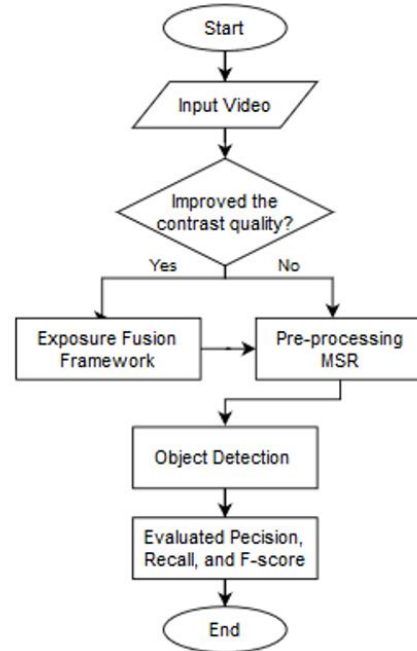 Start
Input Video
Improved the
contrast quality?
Yes
No
Exposure Fusion
Framework
Pre-processing
MSR
Object Detection
Evaluated Pecision,
Recall, and F-score
End